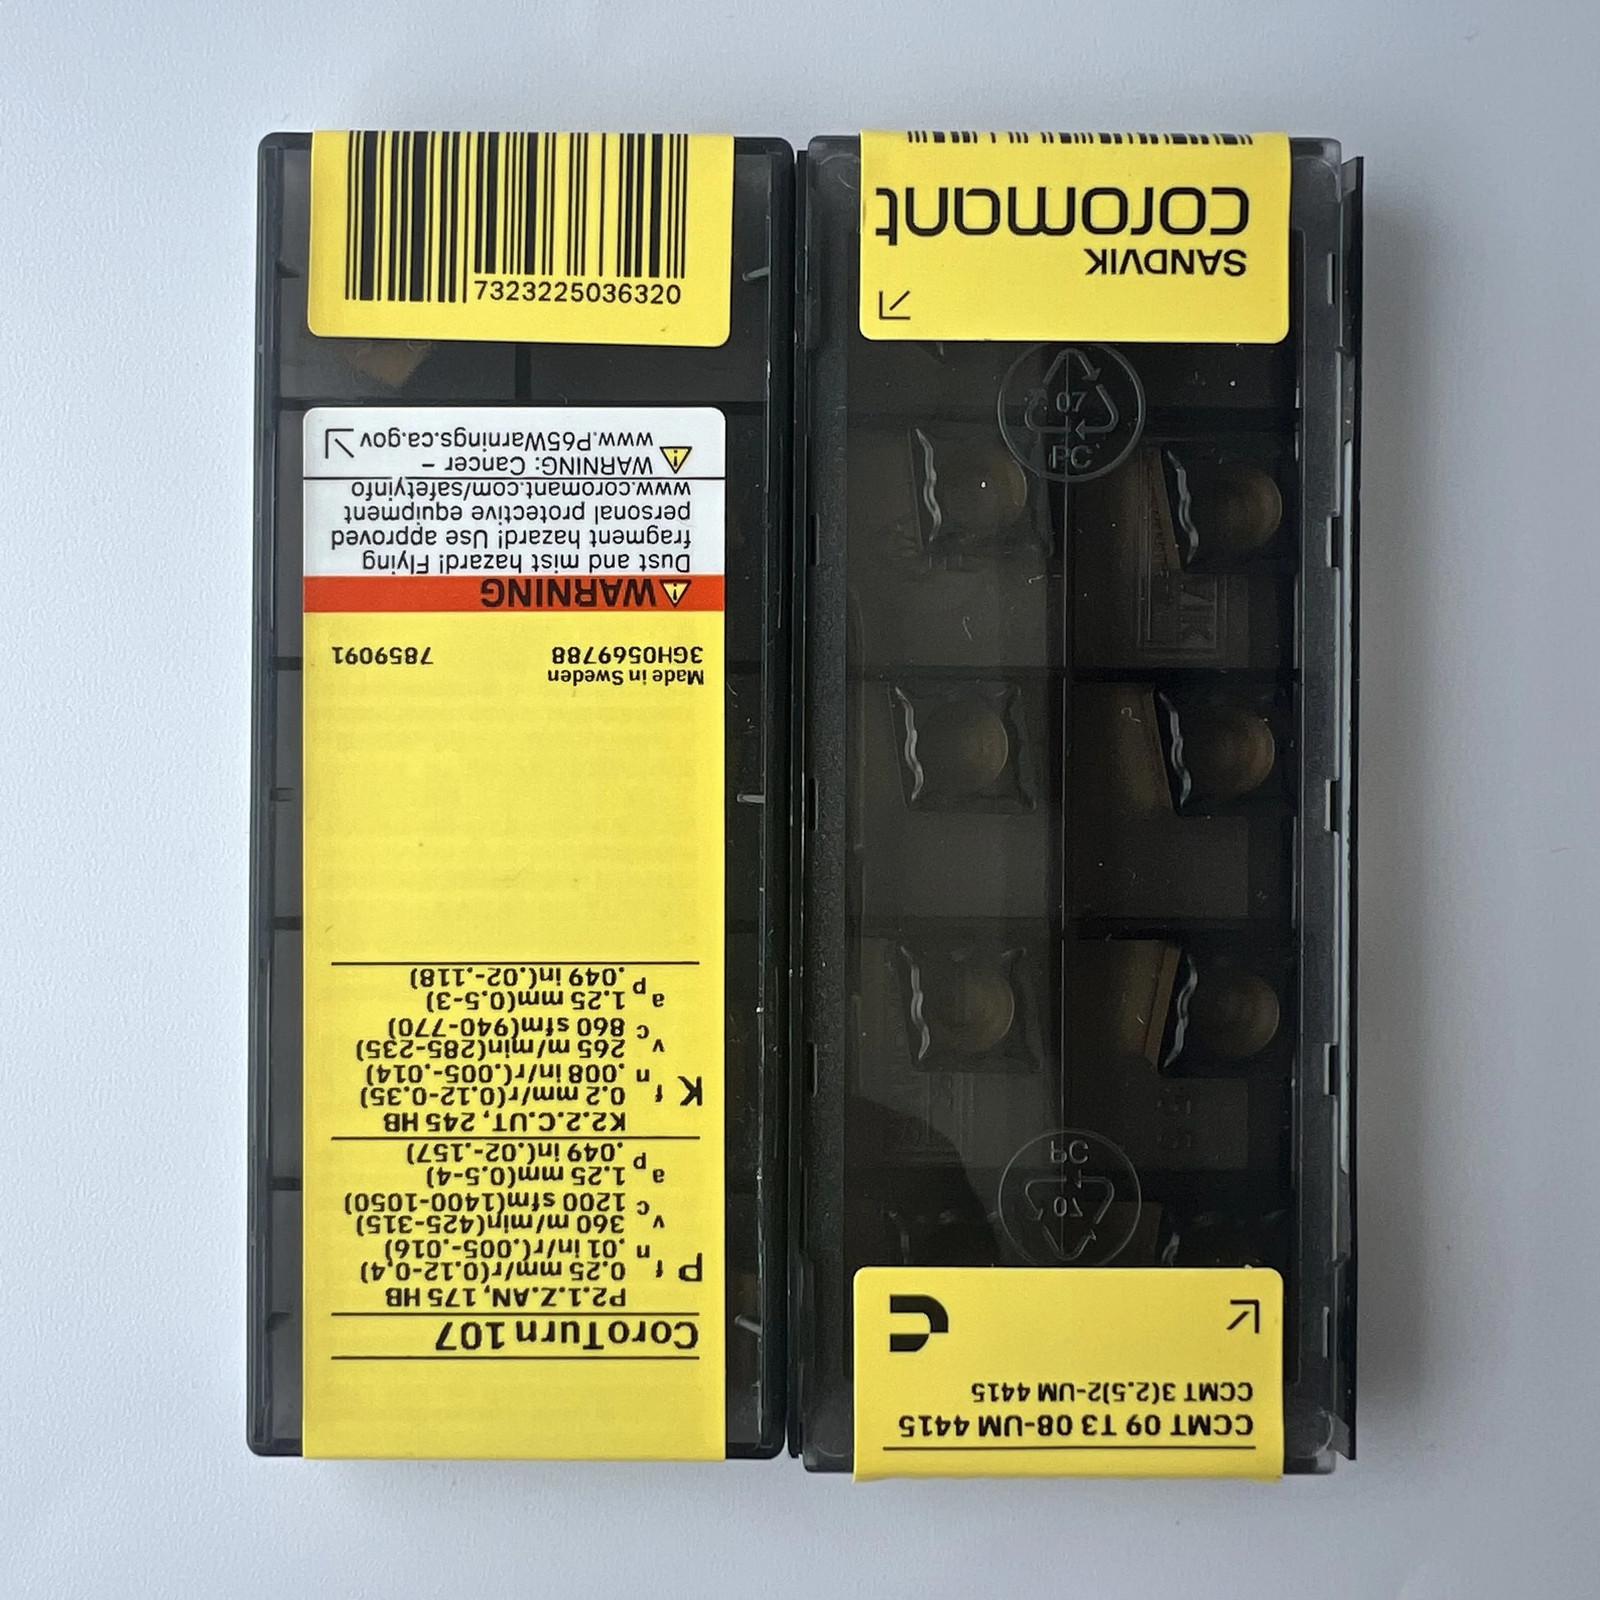 CoroTurn 107
P2.1.Z.AN, 175 HB
P
fn 0.25 mm/r(0.12-0.4)
.01 in/r(.005-.016)
vc 360 m/min(425-315)
1200 sfm(1400-1050)
ap 1.25 mm(0.5-4)
.049 in(.02-.157)
K2.2.C.UT, 245 HB
K
fn 0.2 mm/r(0.12-0.35)
.008 in/r(.005-.014)
vc 265 m/min(285-235)
860 sfm(940-770)
ap 1.25 mm(0.5-3)
.049 in(.02-.118)
Made in Sweden
3GH0569788 7859091
WARNING
Dust and mist hazard! Flying
fragment hazard! Use approved
personal protective equipment
www.coromant.com/safetyinfo
WARNING: Cancer –
www.P65Warnings.ca.gov
7323225036320
CCMT 09 T3 08-UM 4415
CCMT 3(2.5)2-UM 4415
07
PC
07
PC
SANDVIK
coromant